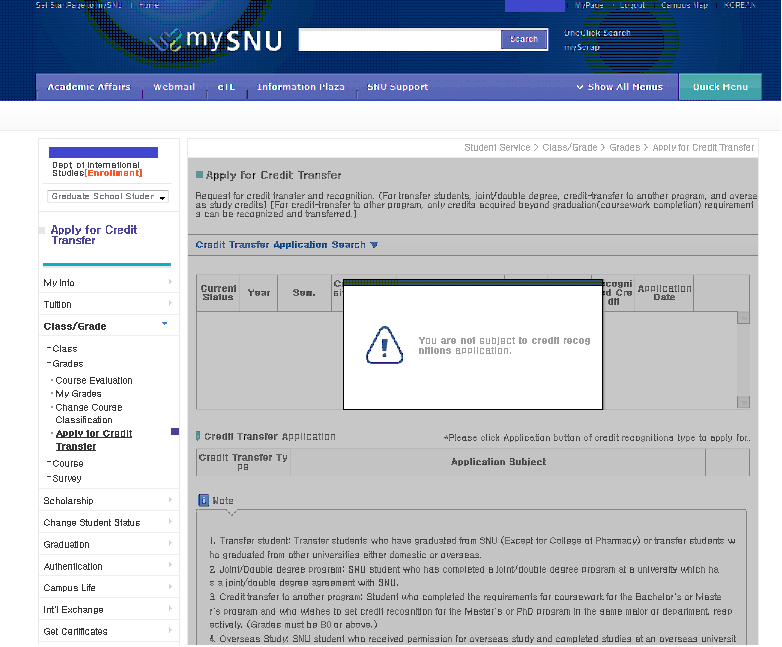 Set StartPage to mySNU | Home
MyPage | Logout | Campus Map | KOREAN
mySNU
Search
OneClick Search
myScrap
Academic Affairs | Webmail | eTL | Information Plaza | SNU Support
Show All Menus
Quick Menu
Student Service > Class/Grade > Grades > Apply for Credit Transfer
Dept. of International
Studies[Enrollment]
Graduate School Studer
Apply for Credit
Transfer
My Info
Tuition
Class/Grade
Class
Grades
Course Evaluation
My Grades
Change Course
Classification
Apply for Credit
Transfer
Course
Survey
Scholarship
Change Student Status
Graduation
Authentication
Campus Life
Int'l Exchange
Get Certificates
Apply for Credit Transfer
Request for credit transfer and recognition. (For transfer students, joint/double degree, credit-transfer to another program, and overse
as study credits) [For credit-transfer to other program, only credits acquired beyond graduation(coursework completion) requirement
s can be recognized and transferred.]
Credit Transfer Application Search
Current
Status
Year
Sem.
Application
Date
You are not subject to credit recog
nitions application.
Credit Transfer Application
*Please click Application button of credit recognitions type to apply for..
Credit Transfer Ty
pe
Application Subject
Note
1. Transfer student: Transfer students who have graduated from SNU (Except for College of Pharmacy) or transfer students w
ho graduated from other universities either domestic or overseas.
2. Joint/Double degree program: SNU student who has completed a joint/double degree program at a university which ha
s a joint/double degree agreement with SNU.
3. Credit transfer to another program: Student who completed the requirements for coursework for the Bachelor's or Maste
r's program and who wishes to get credit recognition for the Master's or PhD program in the same major or department, resp
ectively. (Grades must be B0 or above.)
4. Overseas Study: SNU student who received permission for overseas study and completed studies at an overseas universit